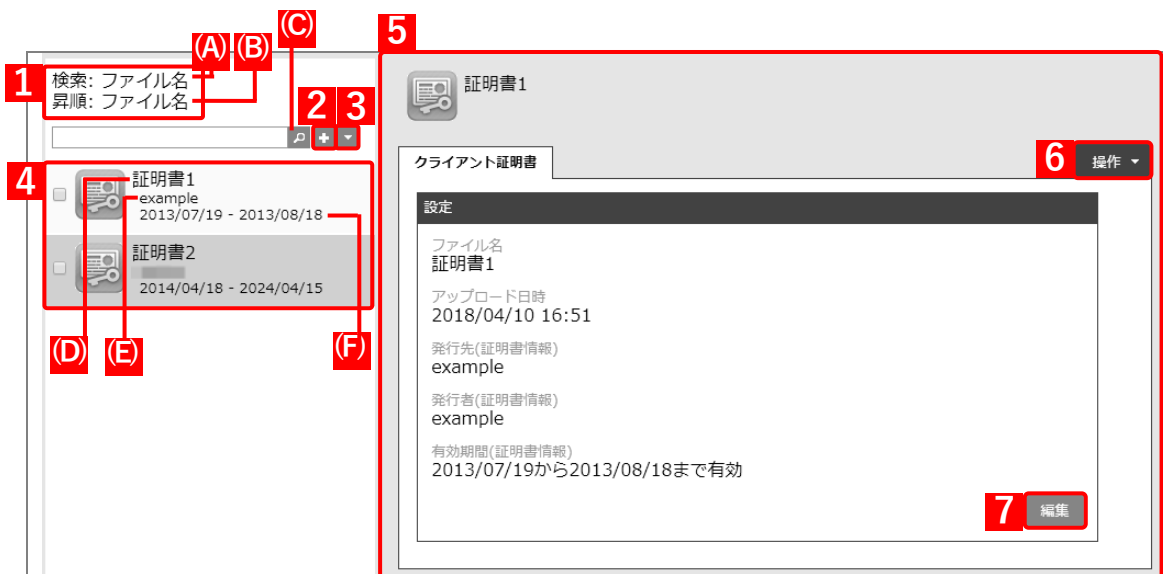 (A) (B) (C)
1
検索: ファイル名
昇順: ファイル名
2 3
4
証明書1
example
2013/07/19 - 2013/08/18
証明書2
2014/04/18 - 2024/04/15
(D) (E) (F)
5
証明書1
クライアント証明書
6 操作
設定
ファイル名
証明書1
アップロード日時
2018/04/10 16:51
発行先(証明書情報)
example
発行者(証明書情報)
example
有効期間(証明書情報)
2013/07/19から2013/08/18まで有効
7 編集